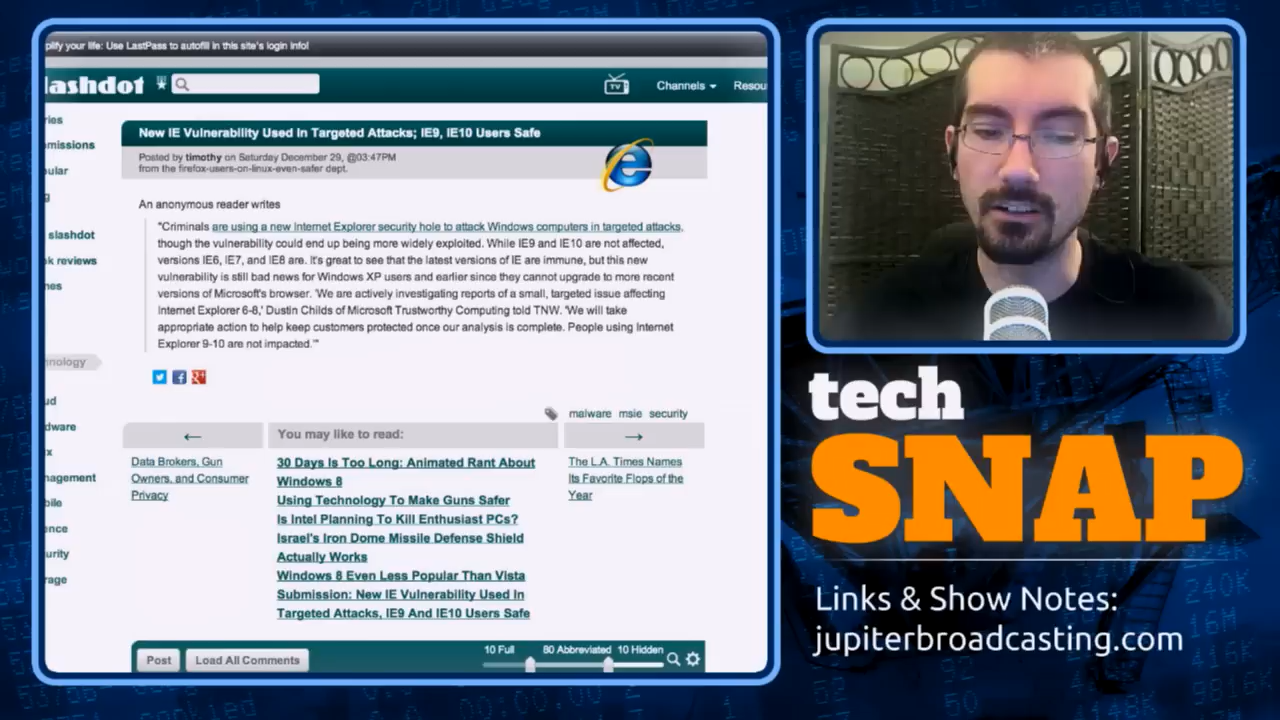 plify your life: Use LastPass to autofill in this site's login info!
lashdot
TV
Channels
Resou
ries
missions
ular
g
slashdot
k reviews
nes
hnology
ud
dware
x
nagement
bile
ence
urity
rage
New IE Vulnerability Used In Targeted Attacks; IE9, IE10 Users Safe
Posted by timothy on Saturday December 29, @03:47PM
from the firefox-users-on-linux-even-safer dept.
An anonymous reader writes
"Criminals are using a new Internet Explorer security hole to attack Windows computers in targeted attacks,
though the vulnerability could end up being more widely exploited. While IE9 and IE10 are not affected,
versions IE6, IE7, and IE8 are. It's great to see that the latest versions of IE are immune, but this new
vulnerability is still bad news for Windows XP users and earlier since they cannot upgrade to more recent
versions of Microsoft's browser. 'We are actively investigating reports of a small, targeted issue affecting
Internet Explorer 6-8,' Dustin Childs of Microsoft Trustworthy Computing told TNW. 'We will take
appropriate action to help keep customers protected once our analysis is complete. People using Internet
Explorer 9-10 are not impacted.'"
malware msie security
←
You may like to read:
→
Data Brokers, Gun
Owners, and Consumer
Privacy
30 Days Is Too Long: Animated Rant About
Windows 8
Using Technology To Make Guns Safer
Is Intel Planning To Kill Enthusiast PCs?
Israel's Iron Dome Missile Defense Shield
Actually Works
Windows 8 Even Less Popular Than Vista
Submission: New IE Vulnerability Used In
Targeted Attacks, IE9 And IE10 Users Safe
The L.A. Times Names
Its Favorite Flops of the
Year
Post
Load All Comments
10 Full
80 Abbreviated
10 Hidden
tech
SNAP
Links & Show Notes:
jupiterbroadcasting.com